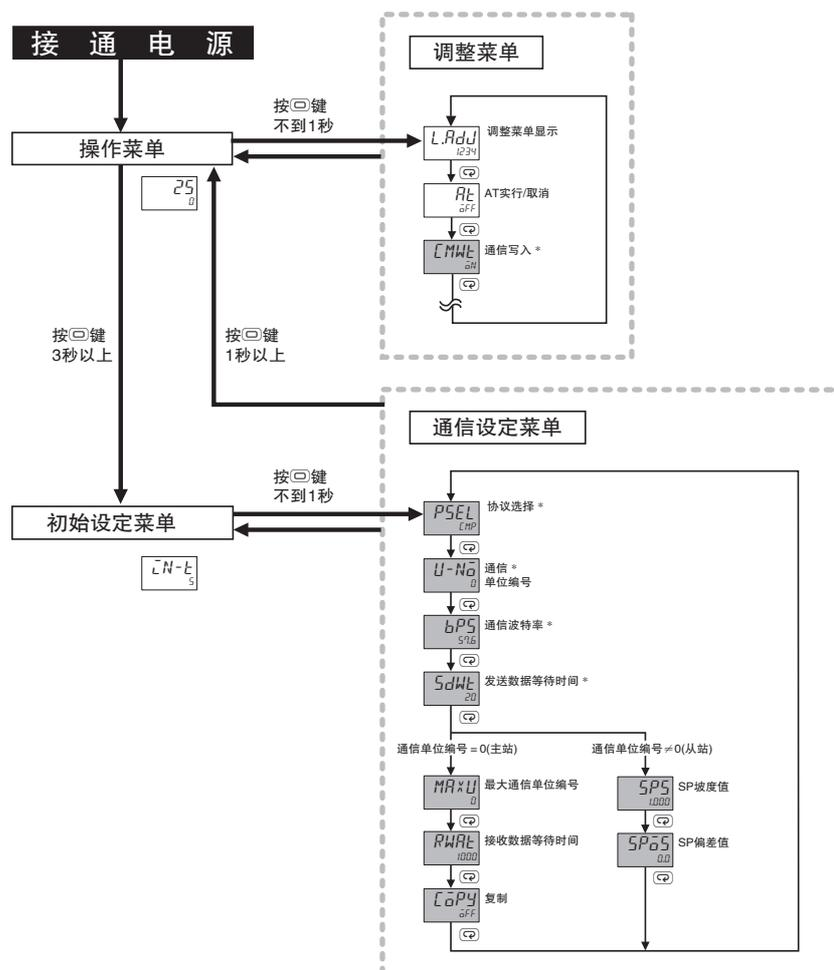 接通电源
调整菜单
按键
不到1秒
操作菜单
25
0
L.Adj
1234
调整菜单显示
At
oFF
AT实行/取消
CMWt
oN
通信写入 *
按键
3秒以上
按键
1秒以上
通信设定菜单
按键
不到1秒
初始设定菜单
iN-t
5
PSEL
CMP
协议选择 *
U-No
0
通信 *
单位编号
bPS
57.6
通信波特率 *
SdWt
20
发送数据等待时间 *
通信单位编号 = 0(主站)
通信单位编号 ≠ 0(从站)
MAxU
0
最大通信单位编号
SPS
1.000
SP坡度值
RWAt
1000
接收数据等待时间
SPoS
0.0
SP偏差值
CoPY
oFF
复制